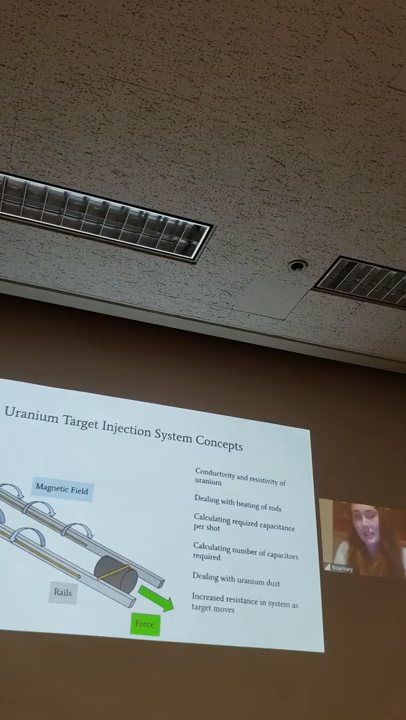 Uranium Target Injection System Concepts
Magnetic Field
Rails
Force
Conductivity and resistivity of
uranium
Dealing with heating of rods
Calculating required capacitance
per shot
Calculating number of capacitors
required
Dealing with uranium dust
Increased resistance in system as
target moves
Rosemary